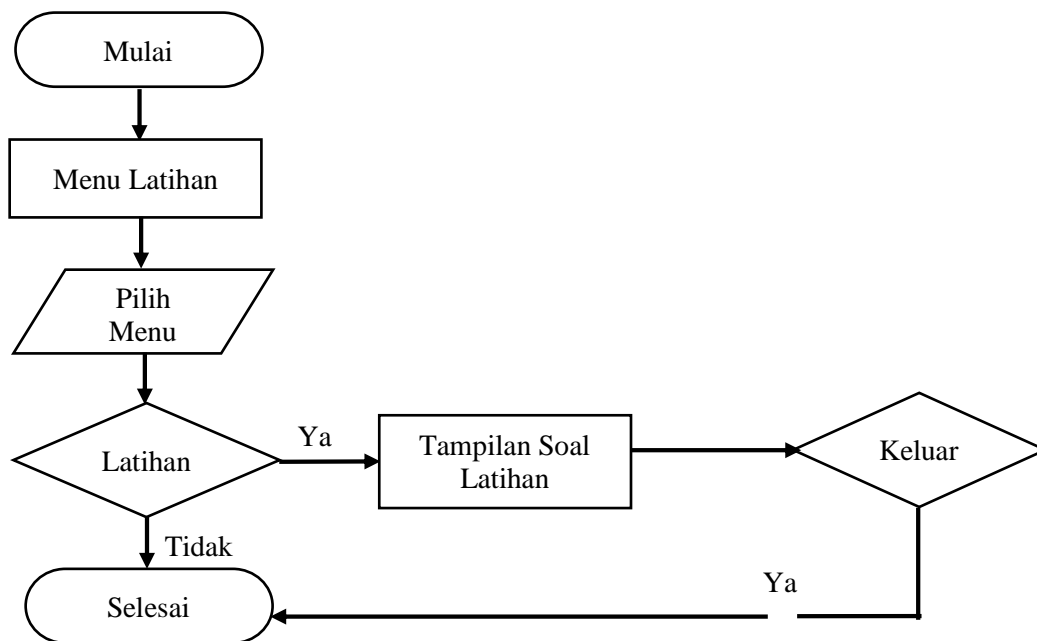 Mulai
Menu Latihan
Pilih
Menu
Latihan
Ya
Tampilan Soal
Latihan
Keluar
Tidak
Ya
Selesai